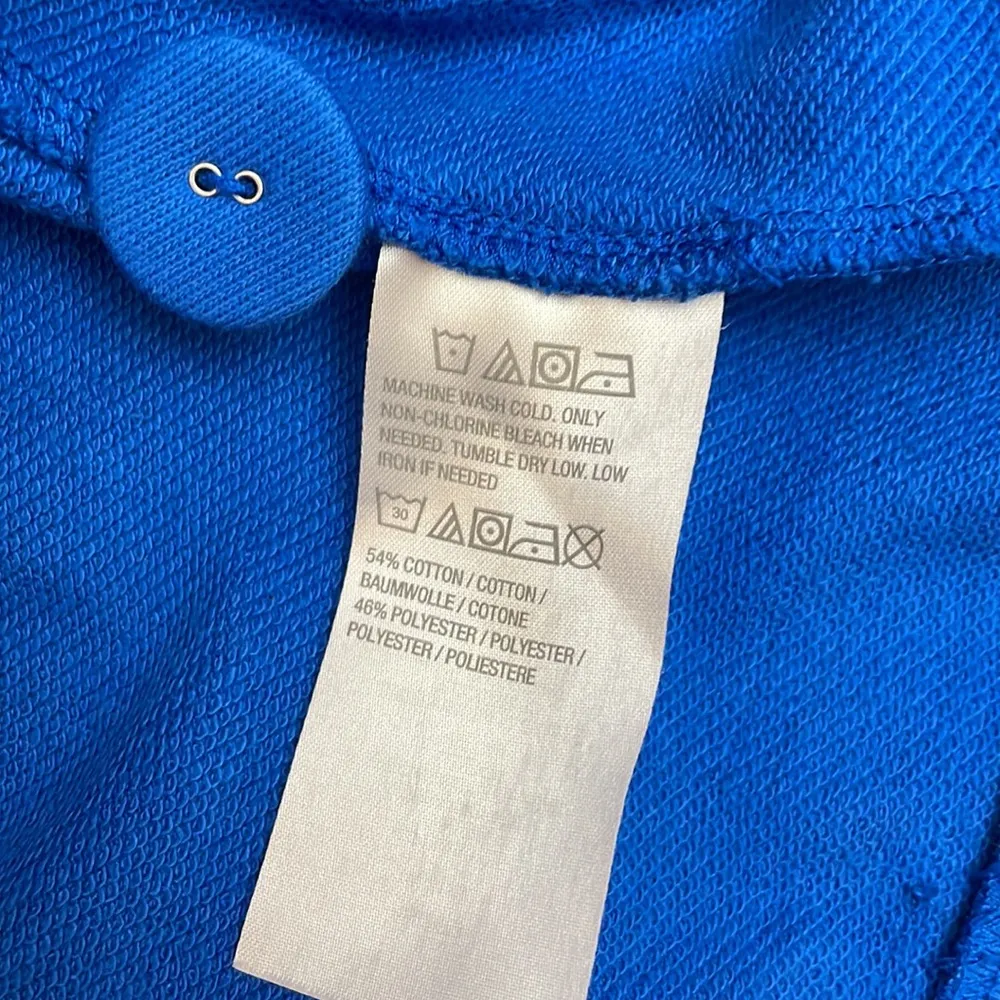 MACHINE WASH COLD. ONLY
NON-CHLORINE BLEACH WHEN
NEEDED. TUMBLE DRY LOW. LOW
IRON IF NEEDED
30
54% COTTON / COTTON /
BAUMWOLLE / COTONE
46% POLYESTER / POLYESTER /
POLYESTER / POLIESTERE